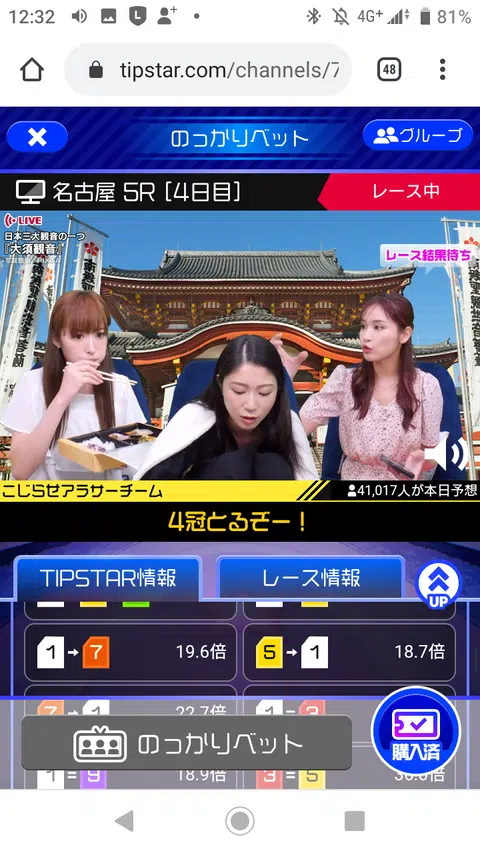 12:32
4G+
81%
tipstar.com/channels/7
48
のっかりベット
グループ
名古屋 5R [4日目]
レース中
LIVE
日本三大観音の一つ
『大須観音』
レース結果待ち
こじらせアラサーチーム
41,017人が本日予想
4冠とるぞー！
TIPSTAR情報
レース情報
UP
1→7 19.6倍
5→1 18.7倍
7→1 22.7倍
1=3
のっかりベット
購入済
1=9 18.9倍
3=5